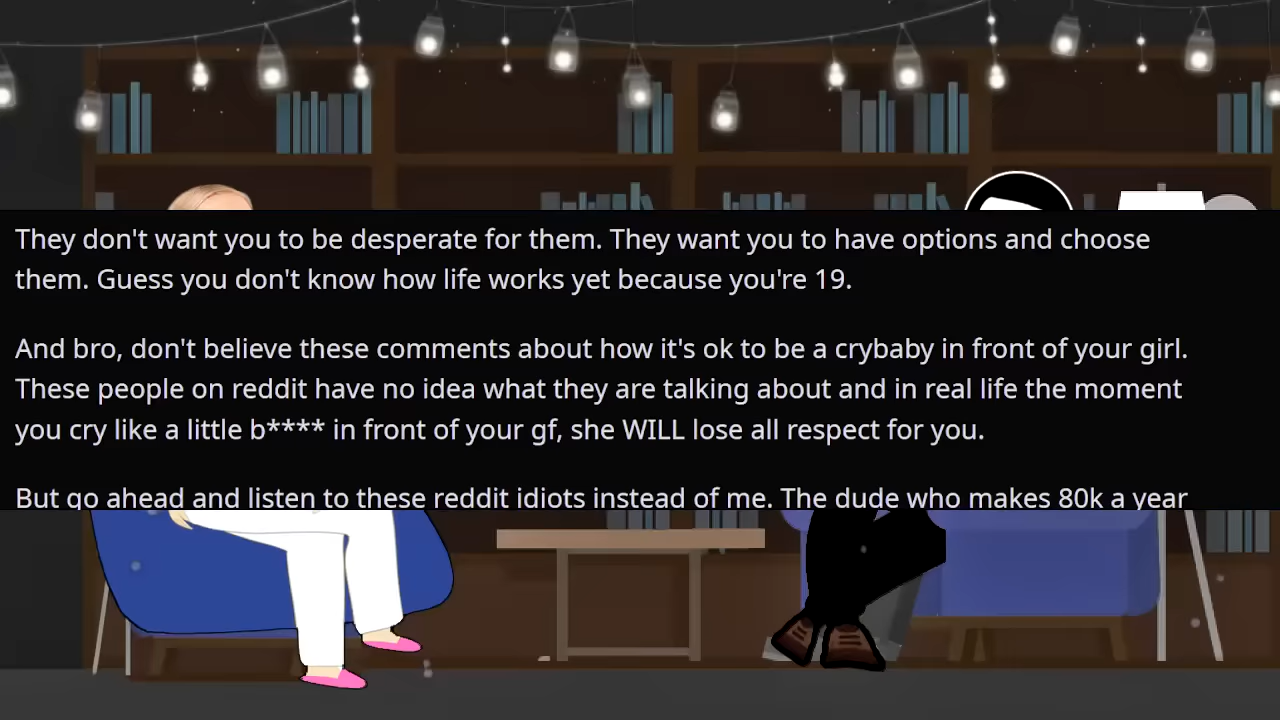 They don't want you to be desperate for them. They want you to have options and choose
them. Guess you don't know how life works yet because you're 19.
And bro, don't believe these comments about how it's ok to be a crybaby in front of your girl.
These people on reddit have no idea what they are talking about and in real life the moment
you cry like a little b**** in front of your gf, she WILL lose all respect for you.
But go ahead and listen to these reddit idiots instead of me. The dude who makes 80k a year